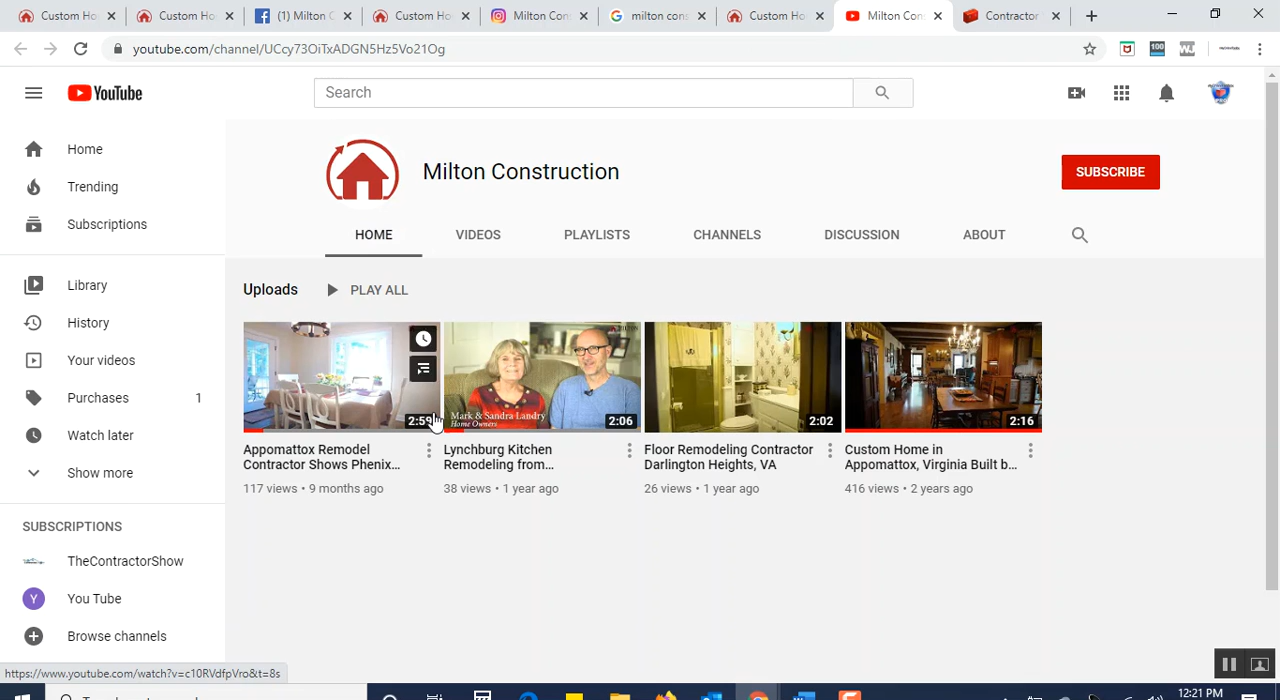 Custom Ho
Custom Ho
(1) Milton C
Custom Ho
Milton Con
milton cons
Custom Ho
Milton Con
Contractor
youtube.com/channel/UCcy73OiTxADGN5Hz5Vo21Og
100
YouTube
Search
Home
Trending
Subscriptions
Library
History
Your videos
Purchases 1
Watch later
Show more
SUBSCRIPTIONS
TheContractorShow
Y You Tube
Browse channels
Milton Construction
SUBSCRIBE
HOME VIDEOS PLAYLISTS CHANNELS DISCUSSION ABOUT
Uploads PLAY ALL
2:59
Mark & Sandra Landry
Home Owners
2:06
2:02
2:16
Appomattox Remodel
Contractor Shows Phenix...
117 views • 9 months ago
Lynchburg Kitchen
Remodeling from...
38 views • 1 year ago
Floor Remodeling Contractor
Darlington Heights, VA
26 views • 1 year ago
Custom Home in
Appomattox, Virginia Built b...
416 views • 2 years ago
https://www.youtube.com/watch?v=c10RVdfpVro&t=8s
12:21 PM